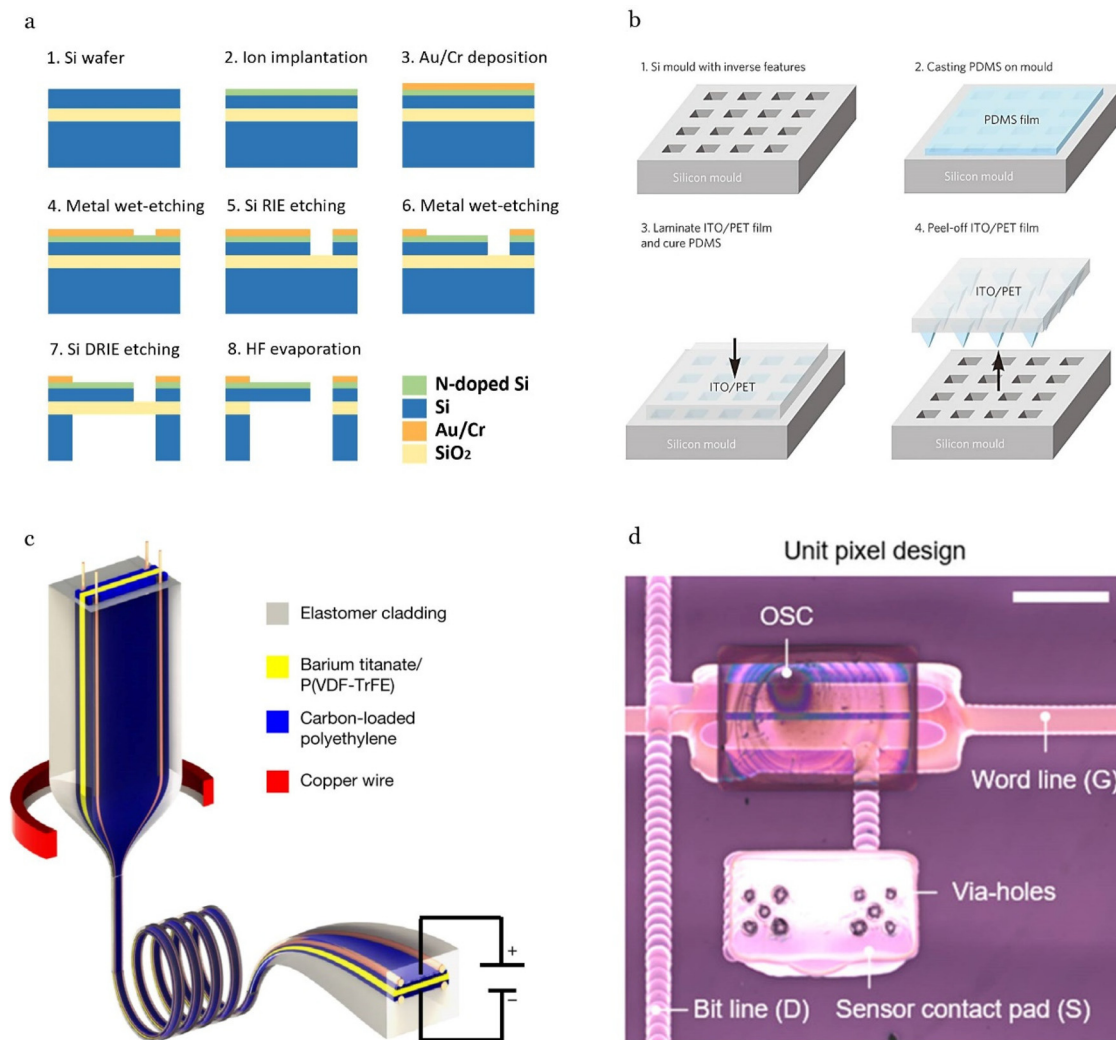 a
1. Si wafer
2. Ion implantation
3. Au/Cr deposition
4. Metal wet-etching
5. Si RIE etching
6. Metal wet-etching
7. Si DRIE etching
8. HF evaporation
N-doped Si
Si
Au/Cr
SiO₂
b
1. Si mould with inverse features
Silicon mould
2. Casting PDMS on mould
PDMS film
Silicon mould
3. Laminate ITO/PET film
and cure PDMS
ITO/PET
Silicon mould
4. Peel-off ITO/PET film
ITO/PET
Silicon mould
c
Elastomer cladding
Barium titanate/
P(VDF-TrFE)
Carbon-loaded
polyethylene
Copper wire
+
−
d
Unit pixel design
OSC
Word line (G)
Via-holes
Bit line (D)
Sensor contact pad (S)